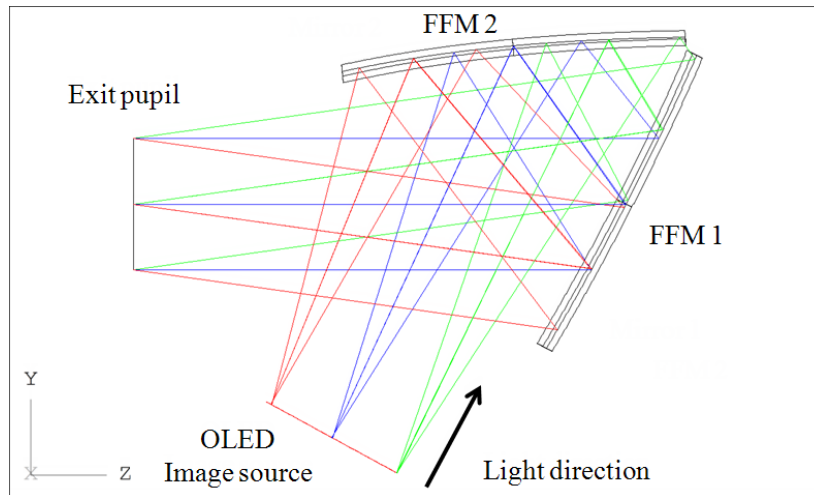 FFM 2
Exit pupil
FFM 1
Y
X
Z
OLED
Image source
Light direction